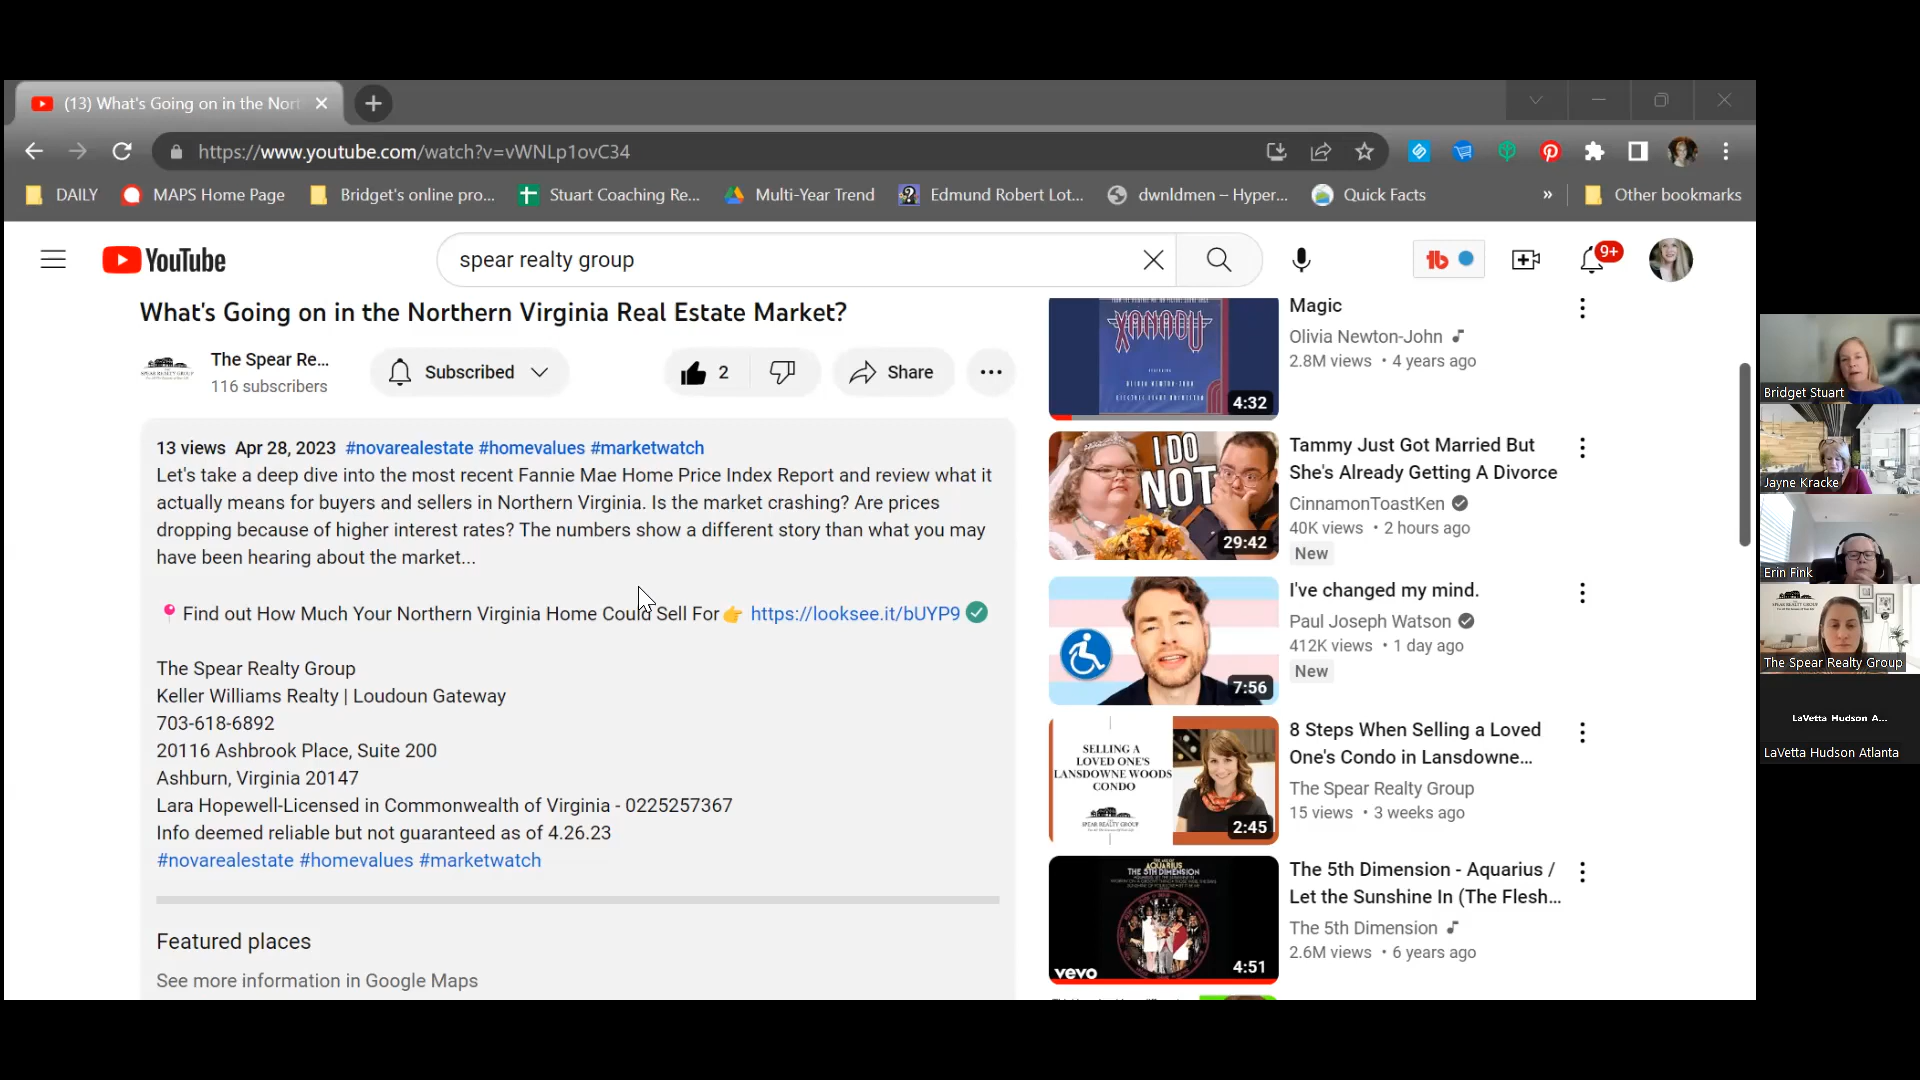 (13) What's Going on in the Nort
https://www.youtube.com/watch?v=vWNLp1ovC34
DAILY
MAPS Home Page
Bridget's online pro...
Stuart Coaching Re...
Multi-Year Trend
Edmund Robert Lot...
dwnldmen – Hyper...
Quick Facts
»
Other bookmarks
YouTube
spear realty group
tb
9+
What's Going on in the Northern Virginia Real Estate Market?
The Spear Re...
116 subscribers
Subscribed
2
Share
13 views Apr 28, 2023 #novarealestate #homevalues #marketwatch
Let's take a deep dive into the most recent Fannie Mae Home Price Index Report and review what it
actually means for buyers and sellers in Northern Virginia. Is the market crashing? Are prices
dropping because of higher interest rates? The numbers show a different story than what you may
have been hearing about the market...
Find out How Much Your Northern Virginia Home Could Sell For https://looksee.it/bUYP9
The Spear Realty Group
Keller Williams Realty | Loudoun Gateway
703-618-6892
20116 Ashbrook Place, Suite 200
Ashburn, Virginia 20147
Lara Hopewell-Licensed in Commonwealth of Virginia - 0225257367
Info deemed reliable but not guaranteed as of 4.26.23
#novarealestate #homevalues #marketwatch
Featured places
See more information in Google Maps
XANADU
4:32
Magic
Olivia Newton-John
2.8M views • 4 years ago
I DO
NOT
29:42
Tammy Just Got Married But
She's Already Getting A Divorce
CinnamonToastKen
40K views • 2 hours ago
New
7:56
I've changed my mind.
Paul Joseph Watson
412K views • 1 day ago
New
SELLING A
LOVED ONE'S
LANSDOWNE WOODS
CONDO
SPEAR REALTY GROUP
2:45
8 Steps When Selling a Loved
One's Condo in Lansdowne...
The Spear Realty Group
15 views • 3 weeks ago
AQUARIUS
THE 5TH DIMENSION
vevo
4:51
The 5th Dimension - Aquarius /
Let the Sunshine In (The Flesh...
The 5th Dimension
2.6M views • 6 years ago
Bridget Stuart
Jayne Kracke
Erin Fink
SPEAR REALTY GROUP
The Spear Realty Group
LaVetta Hudson A...
LaVetta Hudson Atlanta